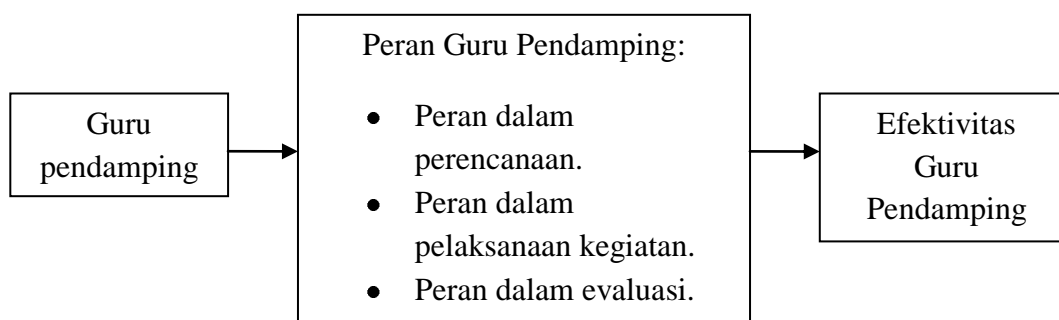 Guru
pendamping
Peran Guru Pendamping:
● Peran dalam
perencanaan.
● Peran dalam
pelaksanaan kegiatan.
● Peran dalam evaluasi.
Efektivitas
Guru
Pendamping